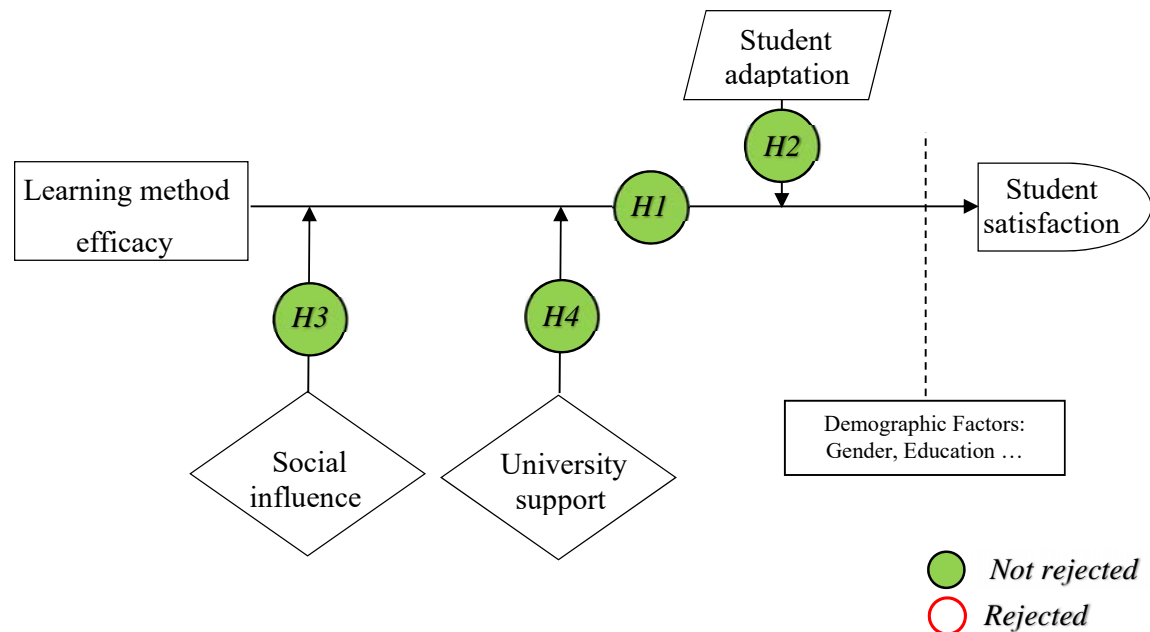 Student
adaptation
H2
Learning method
efficacy
H1
Student
satisfaction
H3
H4
Social
influence
University
support
Demographic Factors:
Gender, Education …
Not rejected
Rejected